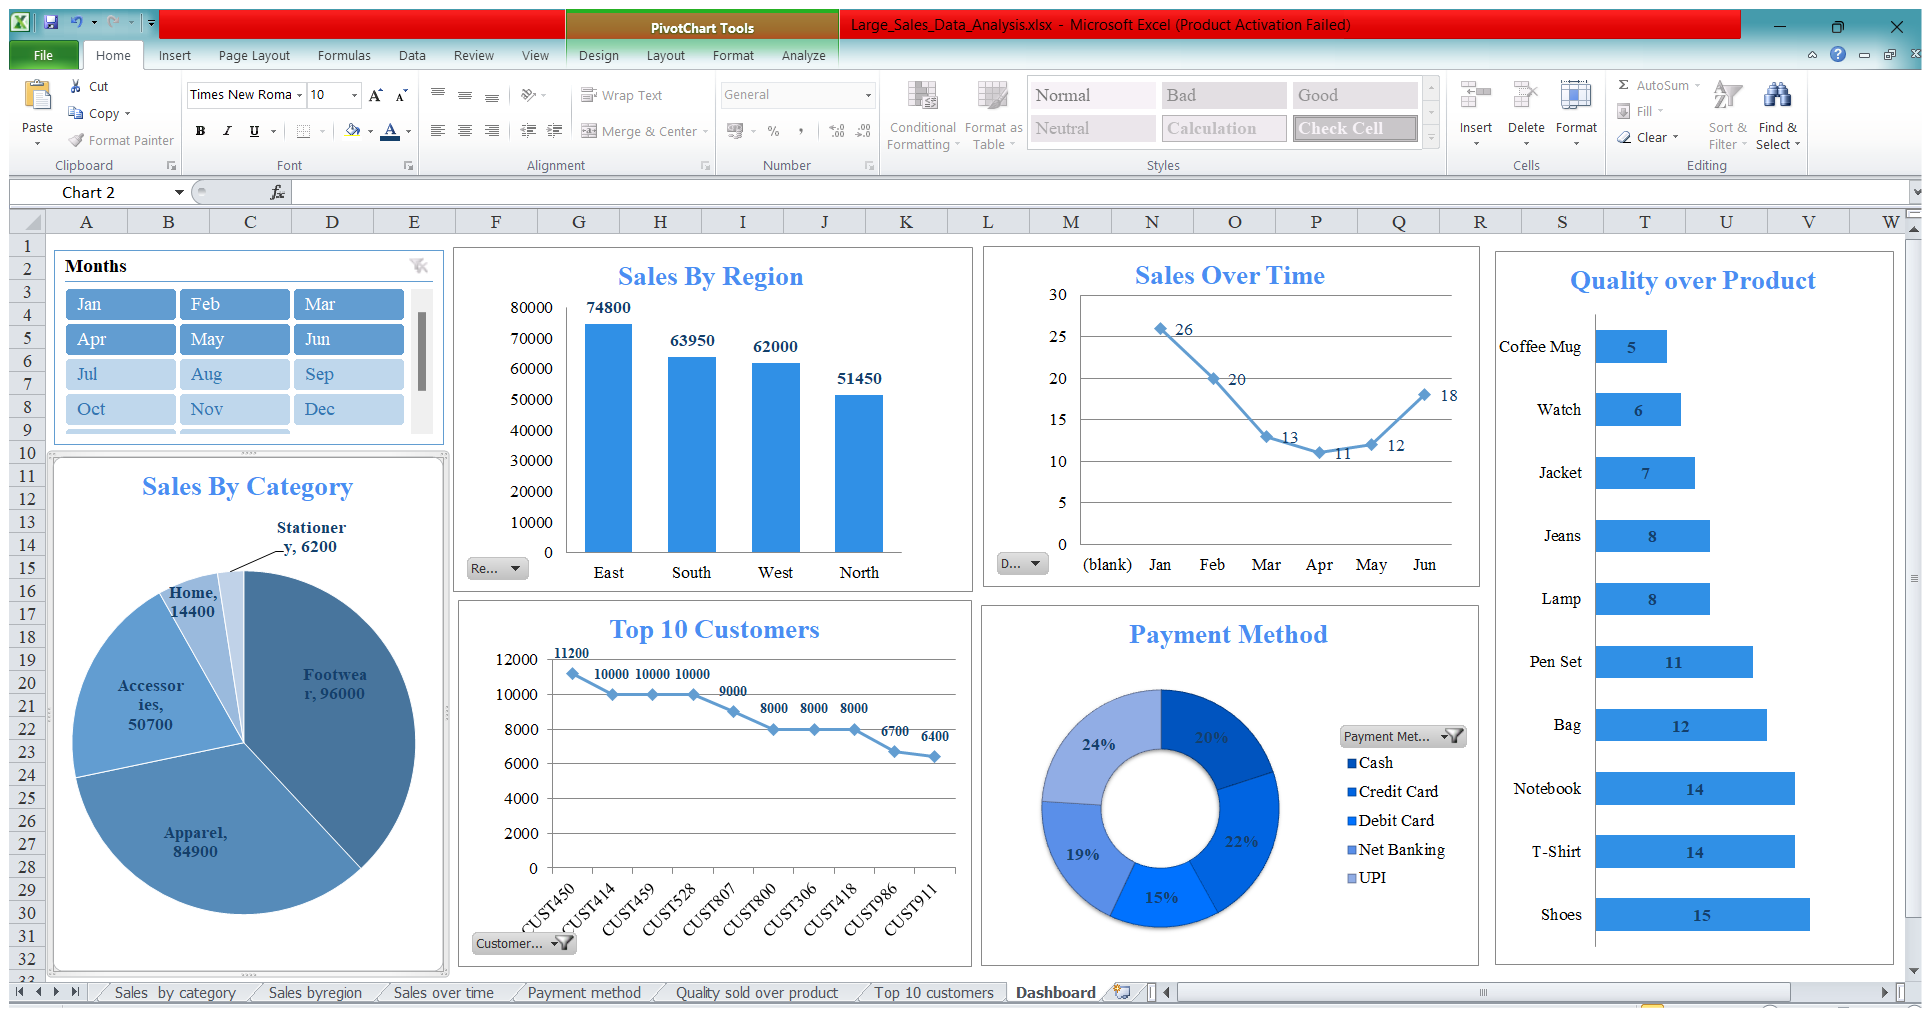 PivotChart Tools
Large_Sales_Data_Analysis.xlsx - Microsoft Excel (Product Activation Failed)
File Home Insert Page Layout Formulas Data Review View Design Layout Format Analyze
Paste
Cut
Copy
Format Painter
Clipboard
Times New Roma 10
B I U
Font
Wrap Text
Merge & Center
Alignment
General
%
Number
Conditional Formatting
Format as Table
Normal Bad Good
Neutral Calculation Check Cell
Styles
Insert Delete Format
Cells
AutoSum
Fill
Clear
Sort & Filter
Find & Select
Editing
Chart 2
fx
A B C D E F G H I J K L M N O P Q R S T U V W
1
2
3
4
5
6
7
8
9
10
11
12
13
14
15
16
17
18
19
20
21
22
23
24
25
26
27
28
29
30
31
32
33
Months
Jan Feb Mar
Apr May Jun
Jul Aug Sep
Oct Nov Dec
Sales By Category
Stationer
y, 6200
Home,
14400
Footwea
r, 96000
Accessor
ies,
50700
Apparel,
84900
Sales By Region
80000
70000
60000
50000
40000
30000
20000
10000
0
74800
63950
62000
51450
East South West North
Re...
Top 10 Customers
12000
10000
8000
6000
4000
2000
0
11200
10000 10000 10000
9000
8000 8000 8000
6700
6400
CUST450 CUST414 CUST459 CUST528 CUST807 CUST800 CUST306 CUST418 CUST986 CUST911
Customer...
Sales Over Time
30
25
20
15
10
5
0
26
20
13
11
12
18
(blank) Jan Feb Mar Apr May Jun
D...
Payment Method
20%
22%
15%
19%
24%
Payment Met...
Cash
Credit Card
Debit Card
Net Banking
UPI
Quality over Product
Coffee Mug 5
Watch 6
Jacket 7
Jeans 8
Lamp 8
Pen Set 11
Bag 12
Notebook 14
T-Shirt 14
Shoes 15
Sales by category Sales byregion Sales over time Payment method Quality sold over product Top 10 customers Dashboard